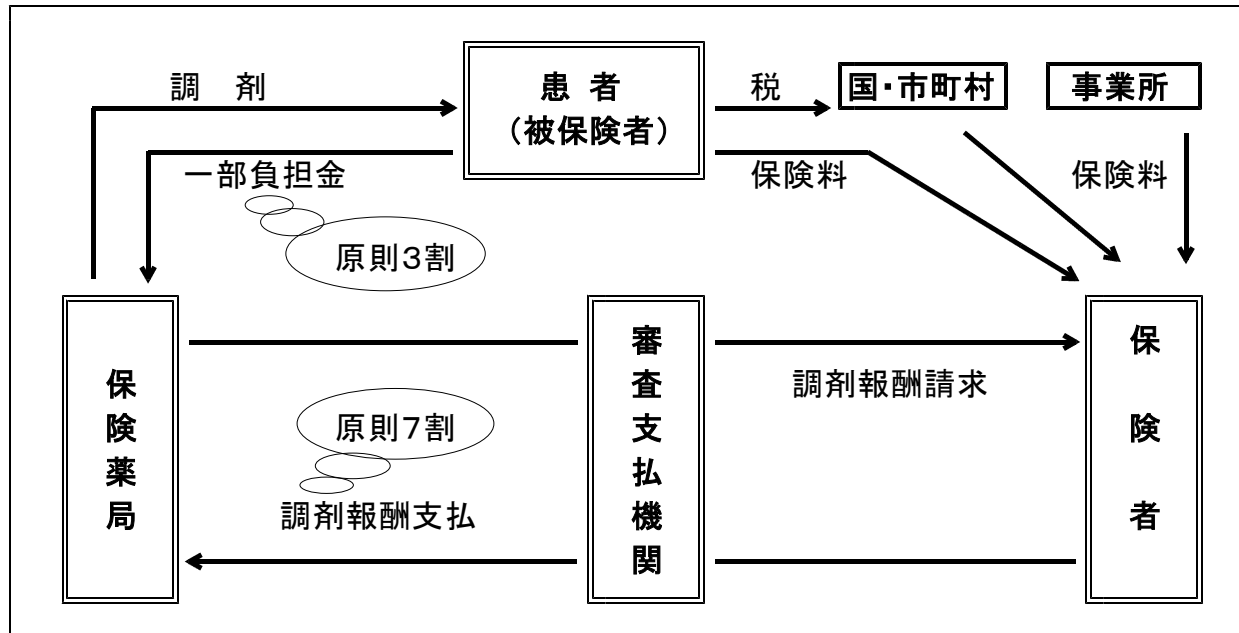 調 剤
患 者
（被保険者）
税
国・市町村
事業所
一部負担金
保険料
保険料
原則３割
保険薬局
審査支払機関
保険者
調剤報酬請求
原則７割
調剤報酬支払